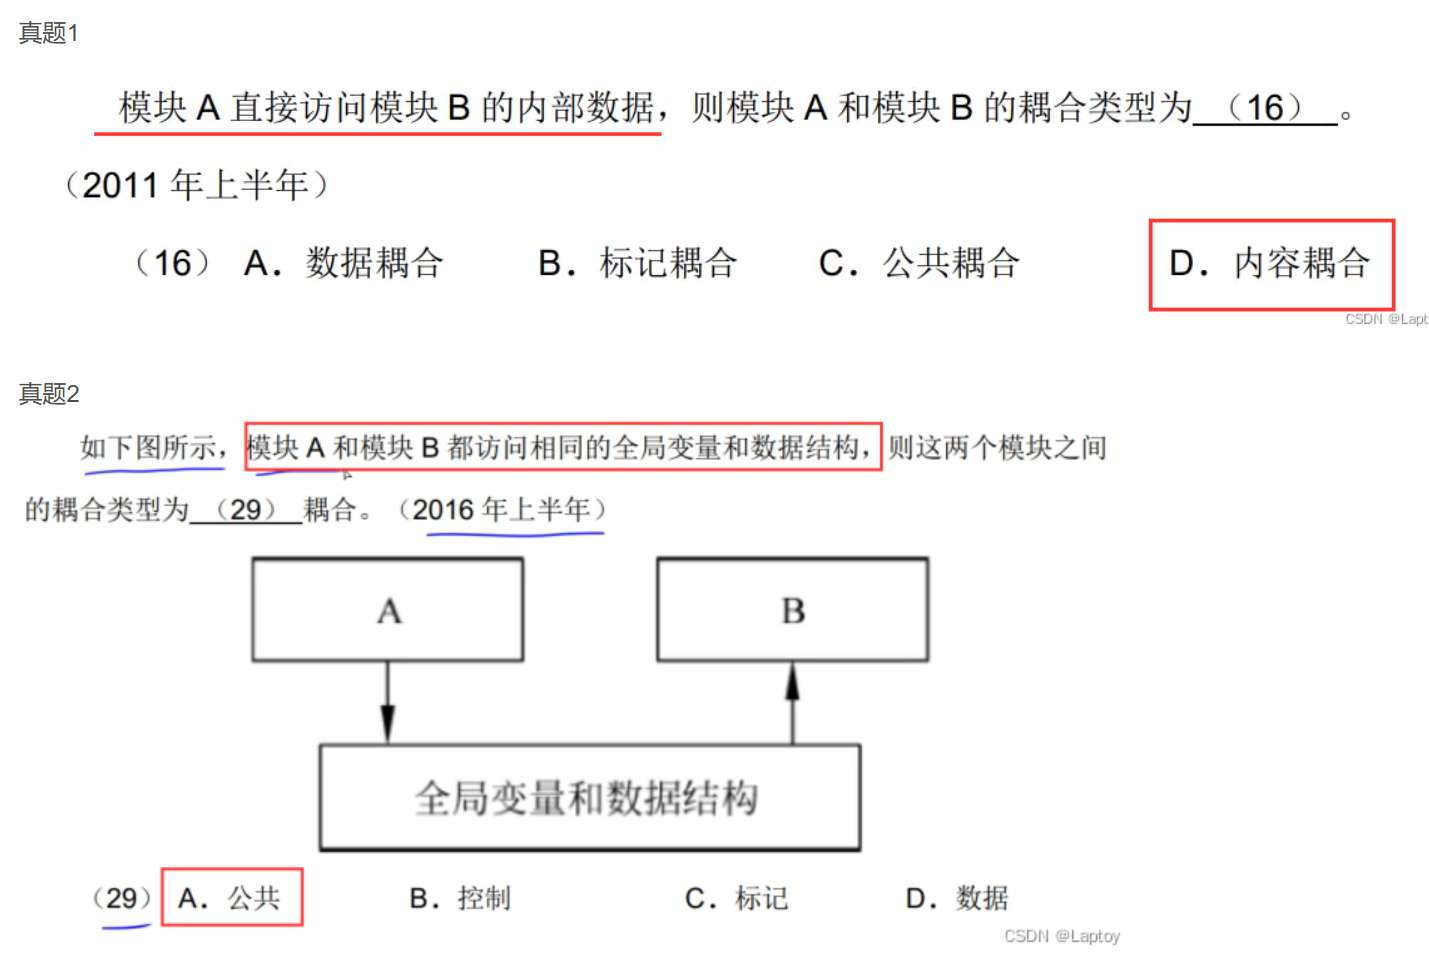 真题1
模块 A 直接访问模块 B 的内部数据，则模块 A 和模块 B 的耦合类型为 （16） 。
（2011 年上半年）
（16） A．数据耦合 B．标记耦合 C．公共耦合 D．内容耦合
CSDN @Lapt
真题2
如下图所示，模块 A 和模块 B 都访问相同的全局变量和数据结构，则这两个模块之间
的耦合类型为 （29） 耦合。（2016 年上半年）
A
B
全局变量和数据结构
（29） A．公共 B．控制 C．标记 D．数据
CSDN @Laptoy